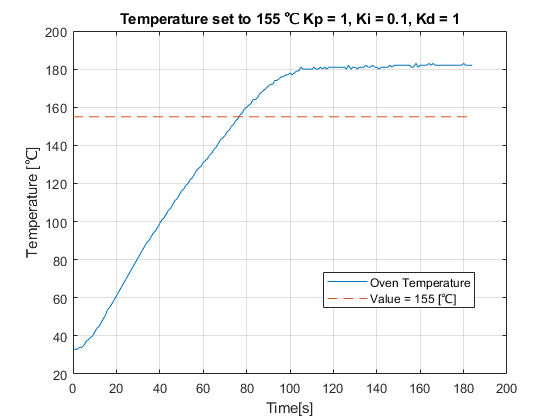 Temperature set to 155 ℃ Kp = 1, Ki = 0.1, Kd = 1
200
180
160
140
120
100
80
60
40
20
Temperature [℃]
Oven Temperature
Value = 155 [℃]
0 20 40 60 80 100 120 140 160 180 200
Time[s]